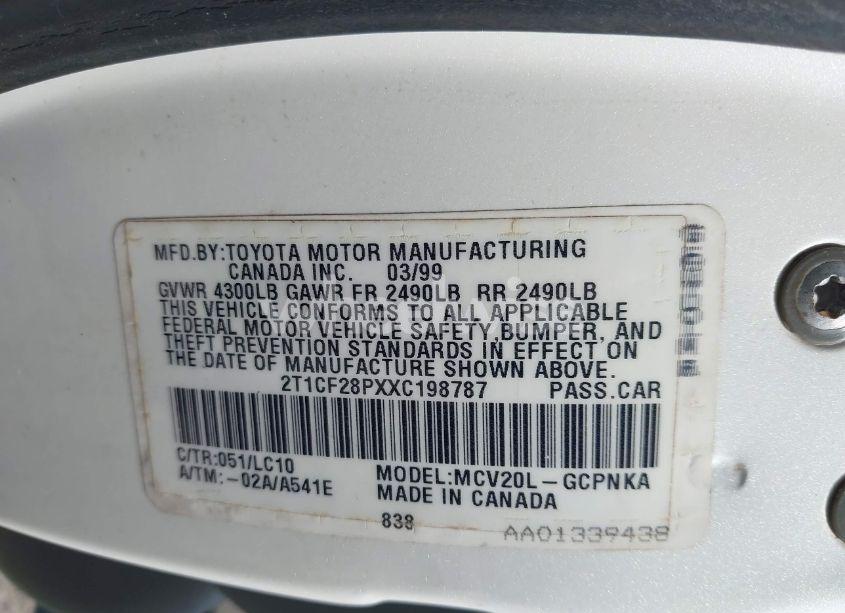 MFD.BY:TOYOTA MOTOR MANUFACTURING
CANADA INC. 03/99
GVWR 4300LB GAWR FR 2490LB RR 2490LB
THIS VEHICLE CONFORMS TO ALL APPLICABLE
FEDERAL MOTOR VEHICLE SAFETY,BUMPER, AND
THEFT PREVENTION STANDARDS IN EFFECT ON
THE DATE OF MANUFACTURE SHOWN ABOVE.
2T1CF28PXXC198787 PASS.CAR
C/TR:051/LC10
A/TM:-02A/A541E
MODEL:MCV20L-GCPNKA
MADE IN CANADA
838
AA01339438